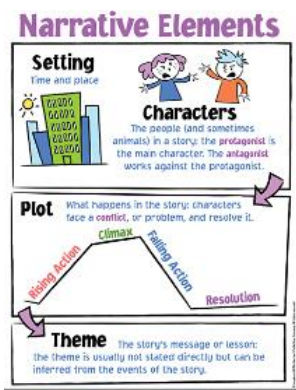 Narrative Elements
Setting
Time and place
Characters
The people (and sometimes
animals) in a story; the protagonist is
the main character. The antagonist
works against the protagonist.
Plot
What happens in the story: characters
face a conflict, or problem, and resolve it.
Rising Action
Climax
Falling Action
Resolution
Theme
The story's message or lesson;
the theme is usually not stated directly but can be
inferred from the events of the story.